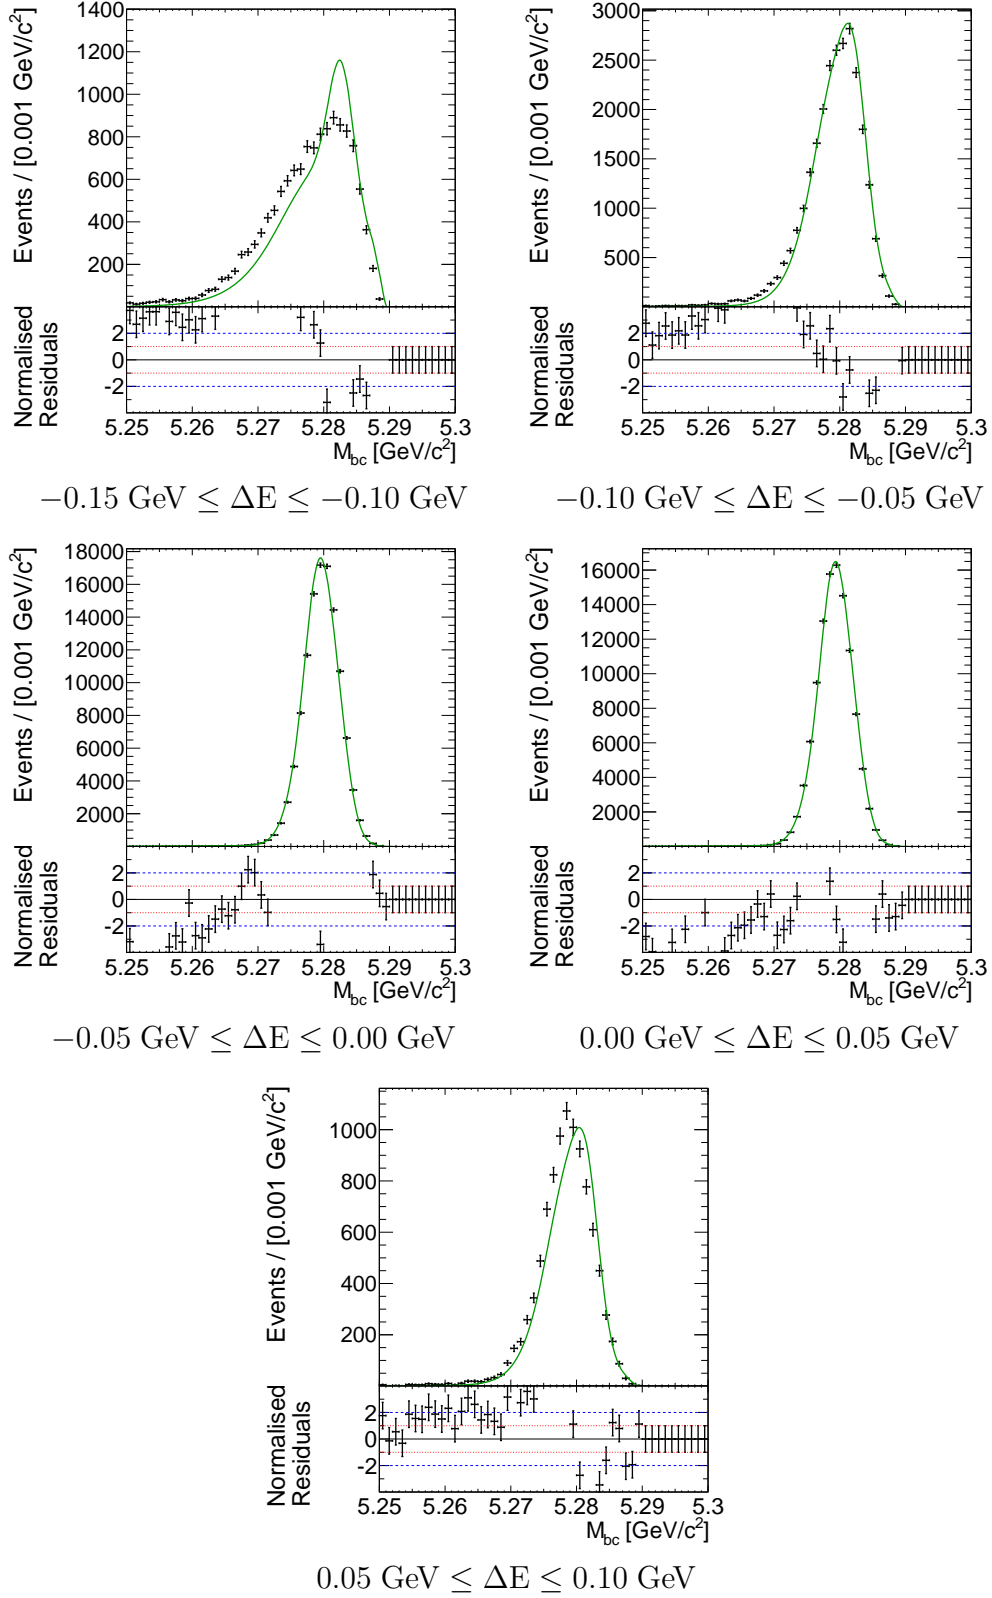 1400
1200
1000
800
600
400
200
Events / [0.001 GeV/c²]
2
0
-2
Normalised
Residuals
5.25 5.26 5.27 5.28 5.29 5.3
M_bc [GeV/c²]
−0.15 GeV ≤ ΔE ≤ −0.10 GeV
3000
2500
2000
1500
1000
500
Events / [0.001 GeV/c²]
2
0
-2
Normalised
Residuals
5.25 5.26 5.27 5.28 5.29 5.3
M_bc [GeV/c²]
−0.10 GeV ≤ ΔE ≤ −0.05 GeV
18000
16000
14000
12000
10000
8000
6000
4000
2000
Events / [0.001 GeV/c²]
2
0
-2
Normalised
Residuals
5.25 5.26 5.27 5.28 5.29 5.3
M_bc [GeV/c²]
−0.05 GeV ≤ ΔE ≤ 0.00 GeV
16000
14000
12000
10000
8000
6000
4000
2000
Events / [0.001 GeV/c²]
2
0
-2
Normalised
Residuals
5.25 5.26 5.27 5.28 5.29 5.3
M_bc [GeV/c²]
0.00 GeV ≤ ΔE ≤ 0.05 GeV
1000
800
600
400
200
Events / [0.001 GeV/c²]
2
0
-2
Normalised
Residuals
5.25 5.26 5.27 5.28 5.29 5.3
M_bc [GeV/c²]
0.05 GeV ≤ ΔE ≤ 0.10 GeV